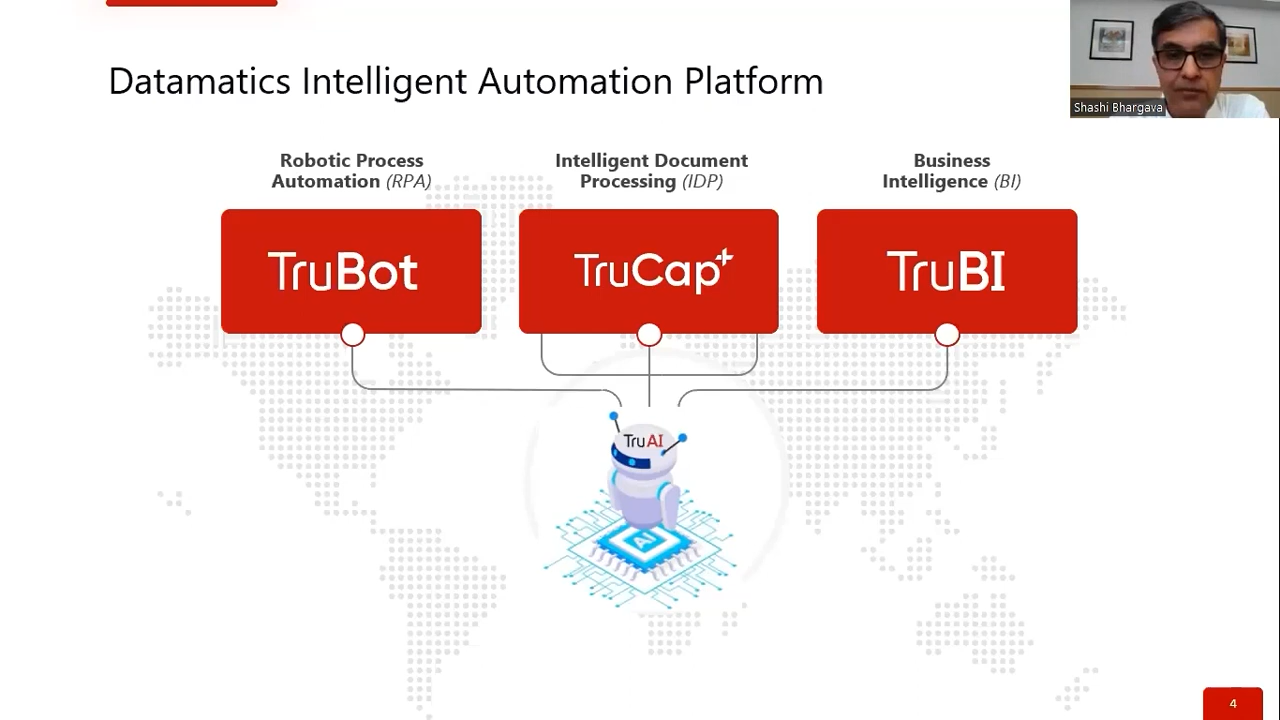 Datamatics Intelligent Automation Platform
Shashi Bhargava
Robotic Process
Automation (RPA)
Intelligent Document
Processing (IDP)
Business
Intelligence (BI)
TruBot
TruCap+
TruBI
TruAI
AI
4